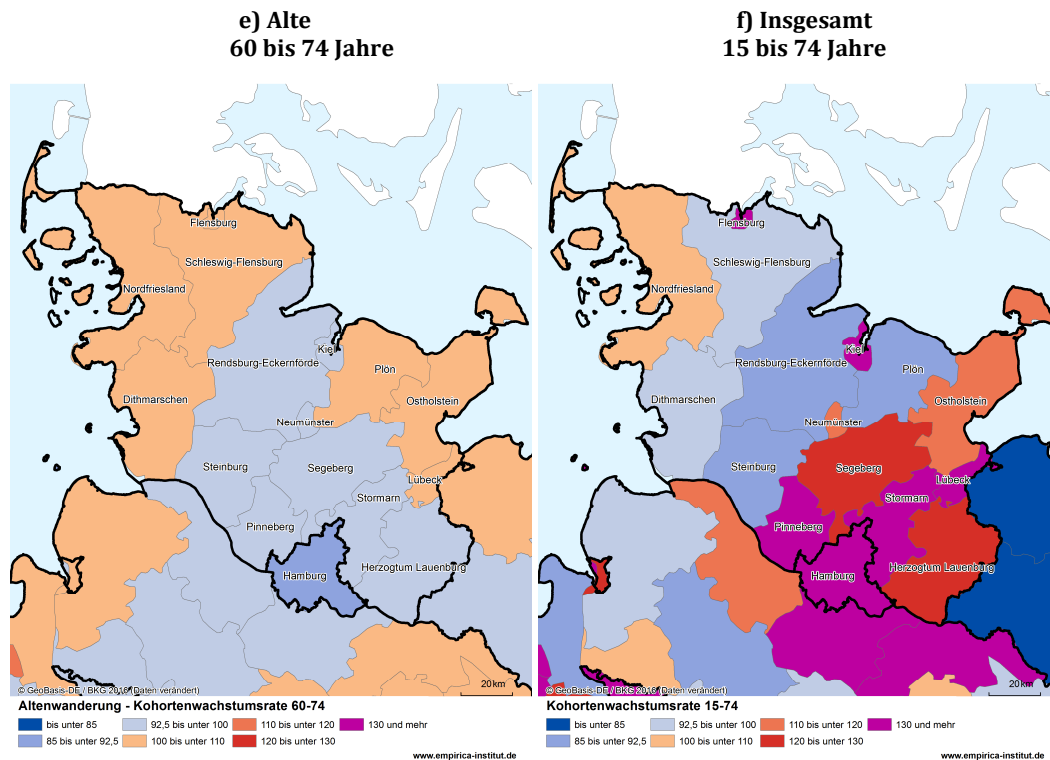 e) Alte
60 bis 74 Jahre
Flensburg
Schleswig-Flensburg
Nordfriesland
Kiel
Rendsburg-Eckernförde
Plön
Dithmarschen
Ostholstein
Neumünster
Steinburg
Segeberg
Lübeck
Stormarn
Pinneberg
Hamburg
Herzogtum Lauenburg
© GeoBasis-DE / BKG 2016 (Daten verändert)
20km
Altenwanderung - Kohortenwachstumsrate 60-74
bis unter 85
92,5 bis unter 100
110 bis unter 120
130 und mehr
85 bis unter 92,5
100 bis unter 110
120 bis unter 130
www.empirica-institut.de
f) Insgesamt
15 bis 74 Jahre
Flensburg
Schleswig-Flensburg
Nordfriesland
Kiel
Rendsburg-Eckernförde
Plön
Dithmarschen
Ostholstein
Neumünster
Steinburg
Segeberg
Lübeck
Stormarn
Pinneberg
Hamburg
Herzogtum Lauenburg
© GeoBasis-DE / BKG 2016 (Daten verändert)
20km
Kohortenwachstumsrate 15-74
bis unter 85
92,5 bis unter 100
110 bis unter 120
130 und mehr
85 bis unter 92,5
100 bis unter 110
120 bis unter 130
www.empirica-institut.de